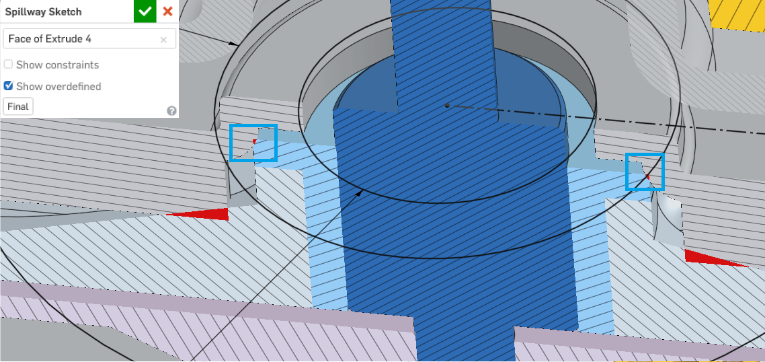 Spillway Sketch
Face of Extrude 4
Show constraints
Show overdefined
Final